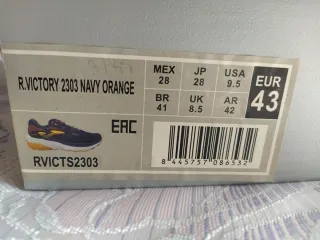 R.VICTORY 2303 NAVY ORANGE
MEX 28
JP 28
USA 9.5
EUR 43
BR 41
UK 8.5
AR 42
EAC
RVICTS2303
8 445757 086532